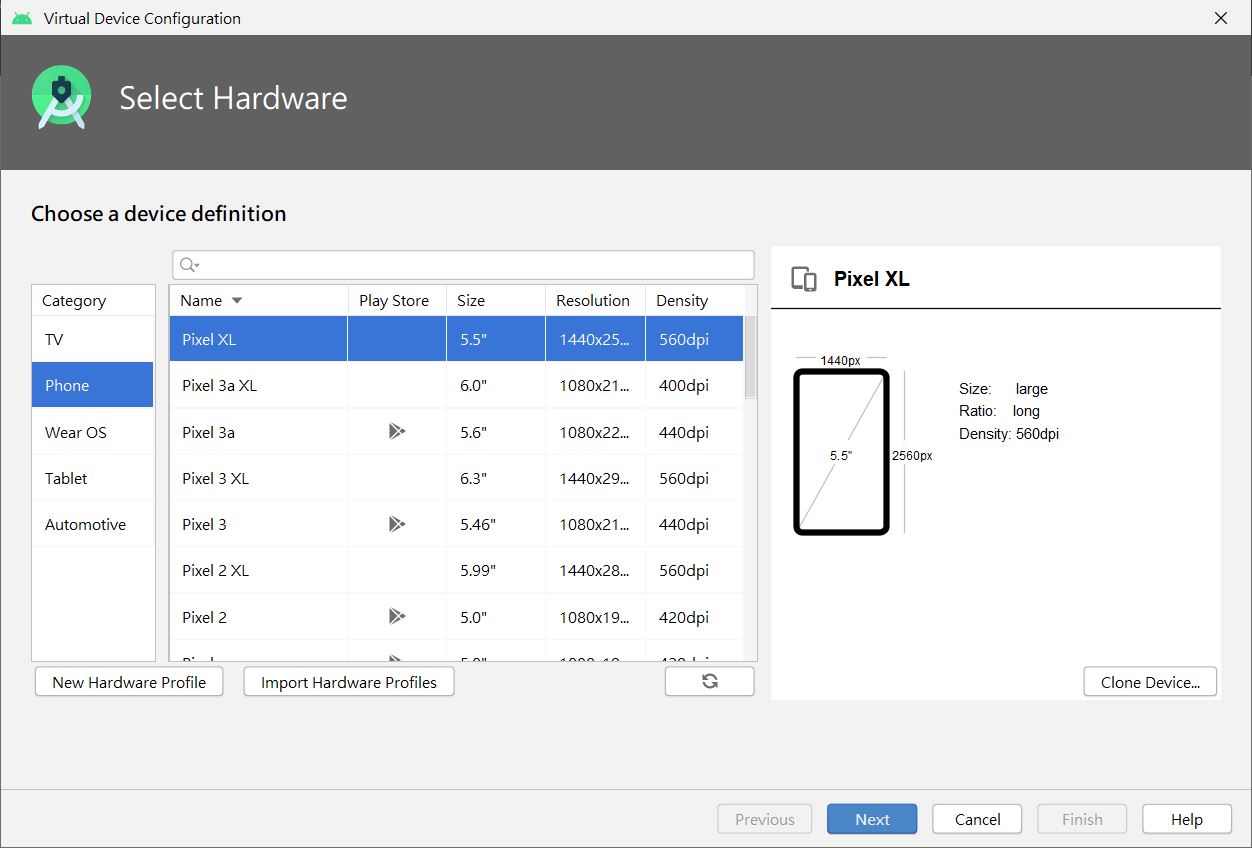 Virtual Device Configuration
Select Hardware
Choose a device definition
Category
TV
Phone
Wear OS
Tablet
Automotive
Name Play Store Size Resolution Density
Pixel XL 5.5" 1440x25... 560dpi
Pixel 3a XL 6.0" 1080x21... 400dpi
Pixel 3a 5.6" 1080x22... 440dpi
Pixel 3 XL 6.3" 1440x29... 560dpi
Pixel 3 5.46" 1080x21... 440dpi
Pixel 2 XL 5.99" 1440x28... 560dpi
Pixel 2 5.0" 1080x19... 420dpi
New Hardware Profile Import Hardware Profiles
Pixel XL
1440px
5.5"
2560px
Size: large
Ratio: long
Density: 560dpi
Clone Device...
Previous Next Cancel Finish Help